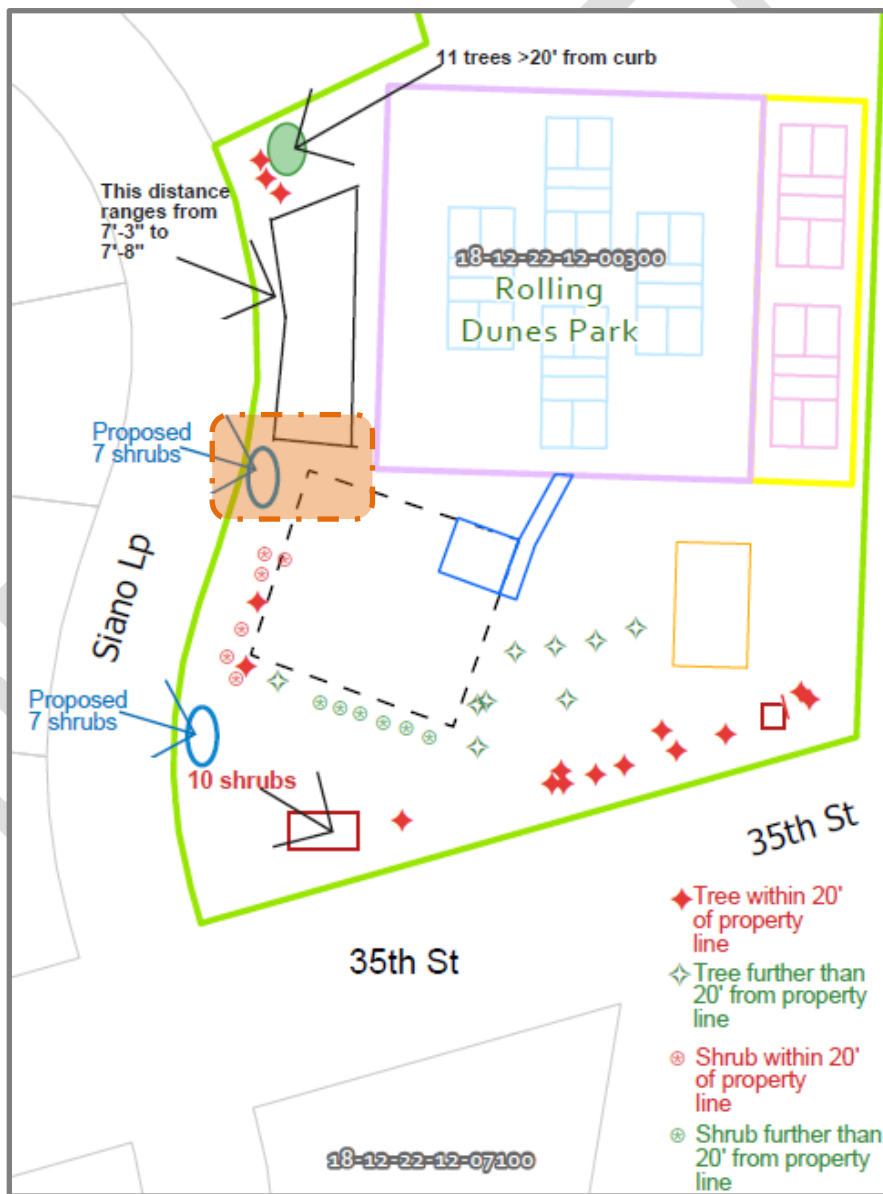 11 trees >20' from curb
This distance
ranges from
7'-3" to
7'-8"
18-12-22-12-00300
Rolling
Dunes Park
Proposed
7 shrubs
Siano Lp
Proposed
7 shrubs
10 shrubs
35th St
35th St
Tree within 20'
of property
line
Tree further than
20' from property
line
Shrub within 20'
of property
line
Shrub further than
20' from property
line
18-12-22-12-07100